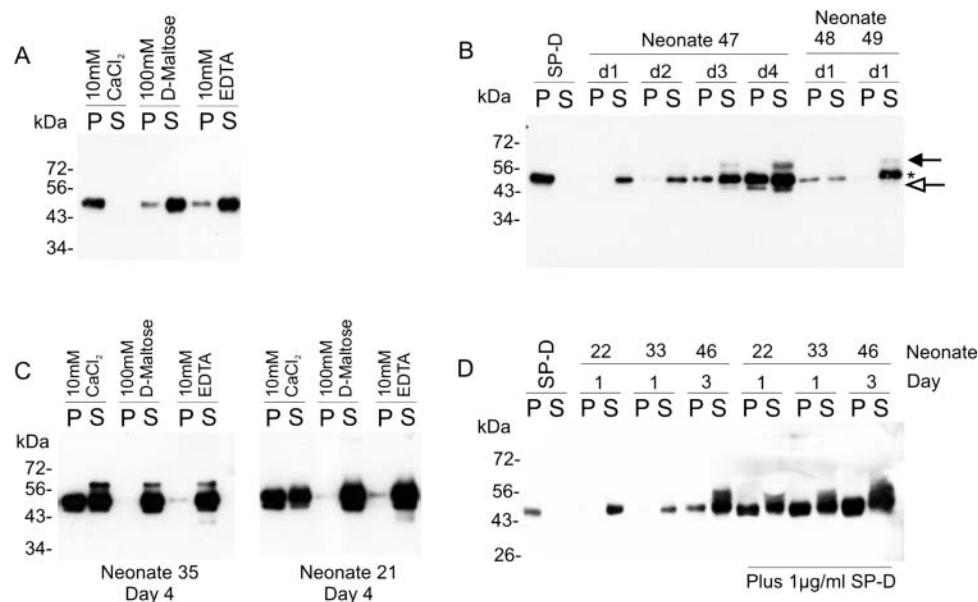 A
10mM CaCl₂
100mM D-Maltose
10mM EDTA
P S P S P S
kDa
72-
56-
43-
34-
B
SP-D
Neonate 47
Neonate
48 49
d1 d2 d3 d4 d1 d1
P S P S P S P S P S P S P S
kDa
72-
56-
43-
34-
*
C
10mM CaCl₂
100mM D-Maltose
10mM EDTA
10mM CaCl₂
100mM D-Maltose
10mM EDTA
P S P S P S P S P S P S
kDa
72-
56-
43-
34-
Neonate 35
Day 4
Neonate 21
Day 4
D
SP-D
22 33 46 22 33 46 Neonate
1 1 3 1 1 3 Day
P S P S P S P S P S P S P S
kDa
72-
56-
43-
26-
Plus 1µg/ml SP-D